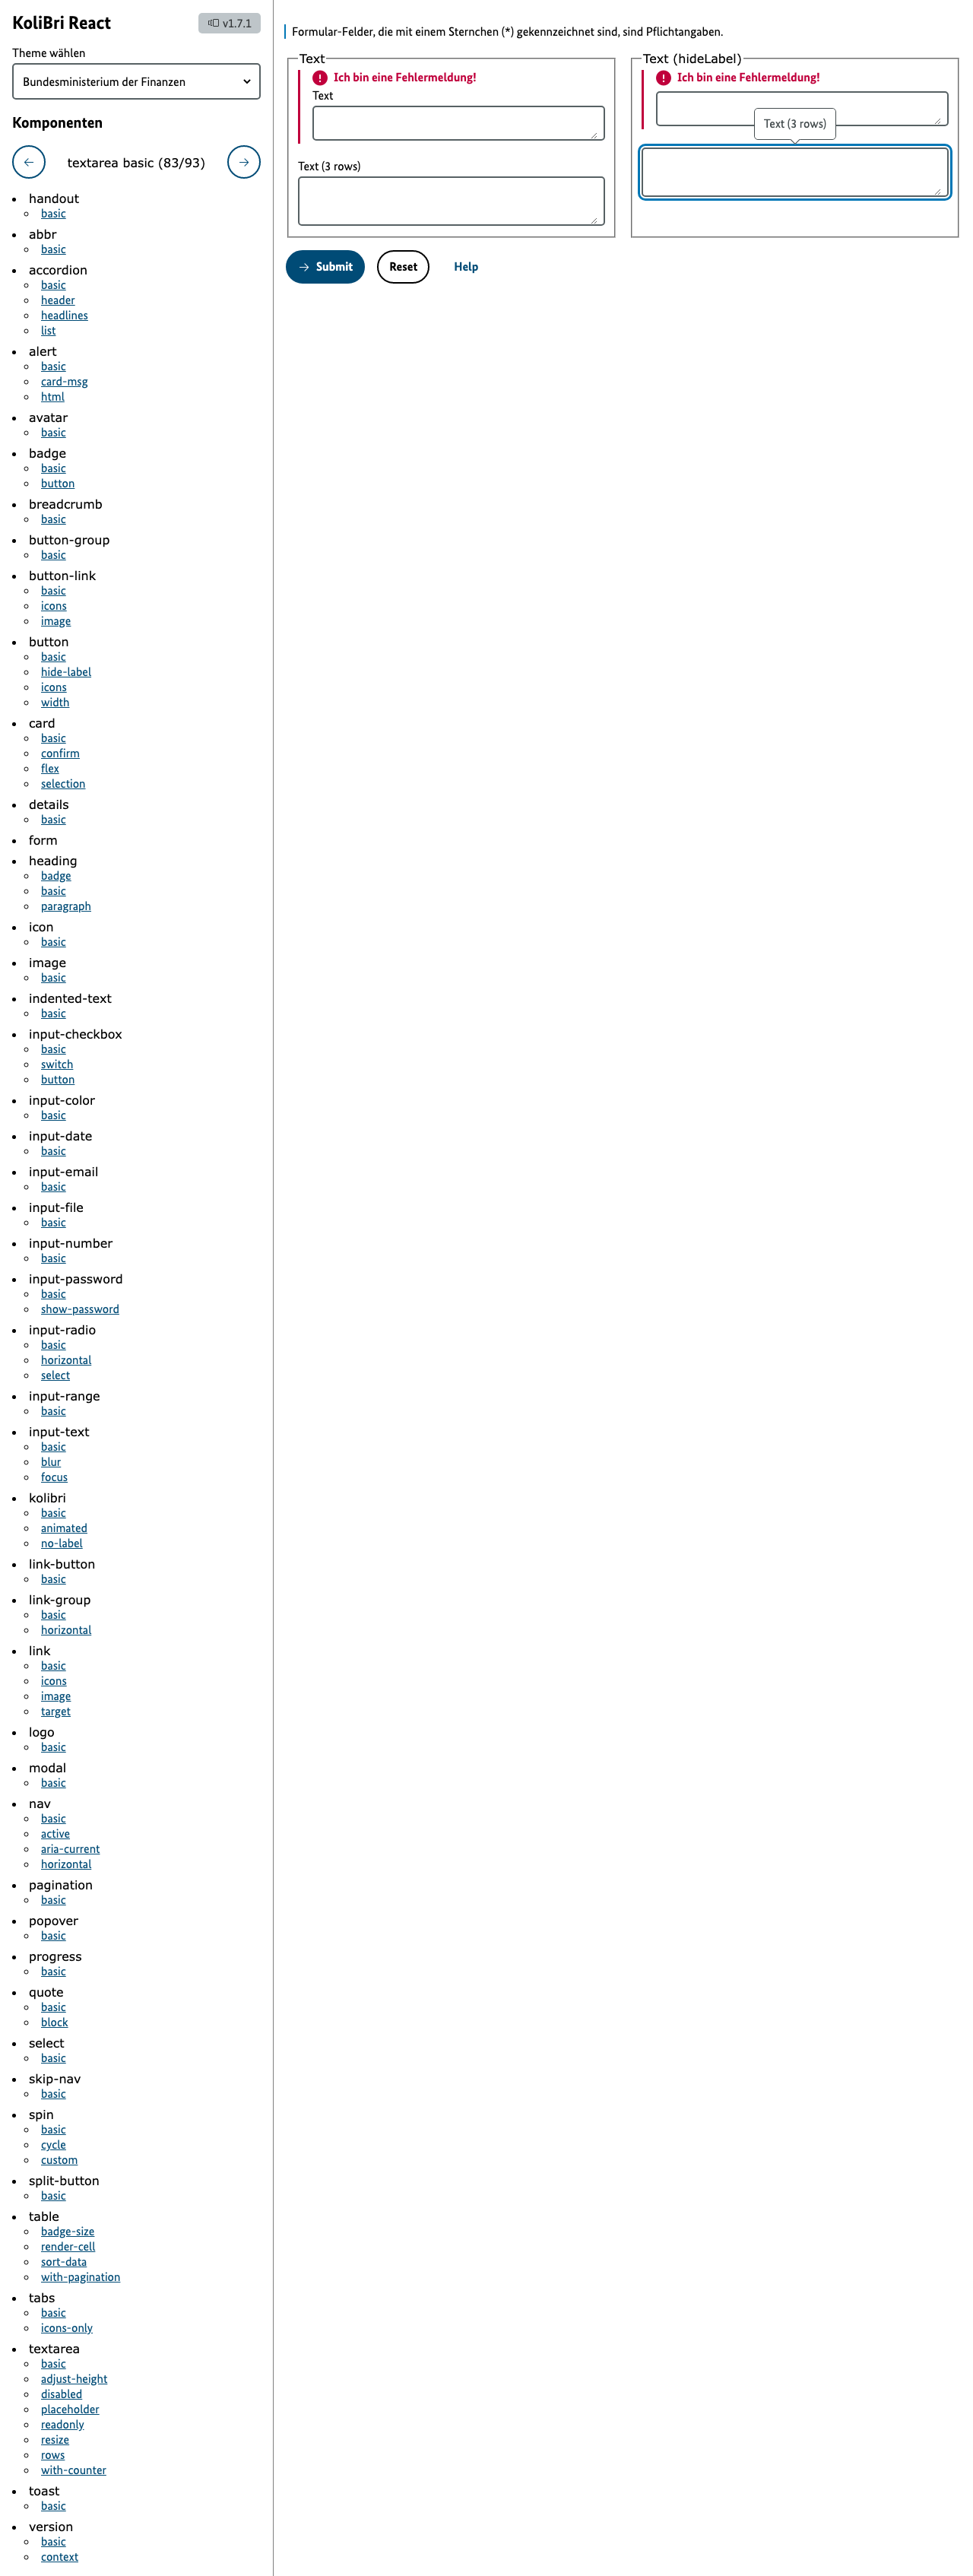 KoliBri React
v1.7.1
Theme wählen
Bundesministerium der Finanzen
Komponenten
textarea basic (83/93)
handout
basic
abbr
basic
accordion
basic
header
headlines
list
alert
basic
card-msg
html
avatar
basic
badge
basic
button
breadcrumb
basic
button-group
basic
button-link
basic
icons
image
button
basic
hide-label
icons
width
card
basic
confirm
flex
selection
details
basic
form
heading
badge
basic
paragraph
icon
basic
image
basic
indented-text
basic
input-checkbox
basic
switch
button
input-color
basic
input-date
basic
input-email
basic
input-file
basic
input-number
basic
input-password
basic
show-password
input-radio
basic
horizontal
select
input-range
basic
input-text
basic
blur
focus
kolibri
basic
animated
no-label
link-button
basic
link-group
basic
horizontal
link
basic
icons
image
target
logo
basic
modal
basic
nav
basic
active
aria-current
horizontal
pagination
basic
popover
basic
progress
basic
quote
basic
block
select
basic
skip-nav
basic
spin
basic
cycle
custom
split-button
basic
table
badge-size
render-cell
sort-data
with-pagination
tabs
basic
icons-only
textarea
basic
adjust-height
disabled
placeholder
readonly
resize
rows
with-counter
toast
basic
version
basic
context
Formular-Felder, die mit einem Sternchen (*) gekennzeichnet sind, sind Pflichtangaben.
Text
Ich bin eine Fehlermeldung!
Text
Text (3 rows)
Text (hideLabel)
Ich bin eine Fehlermeldung!
Text (3 rows)
Submit
Reset
Help